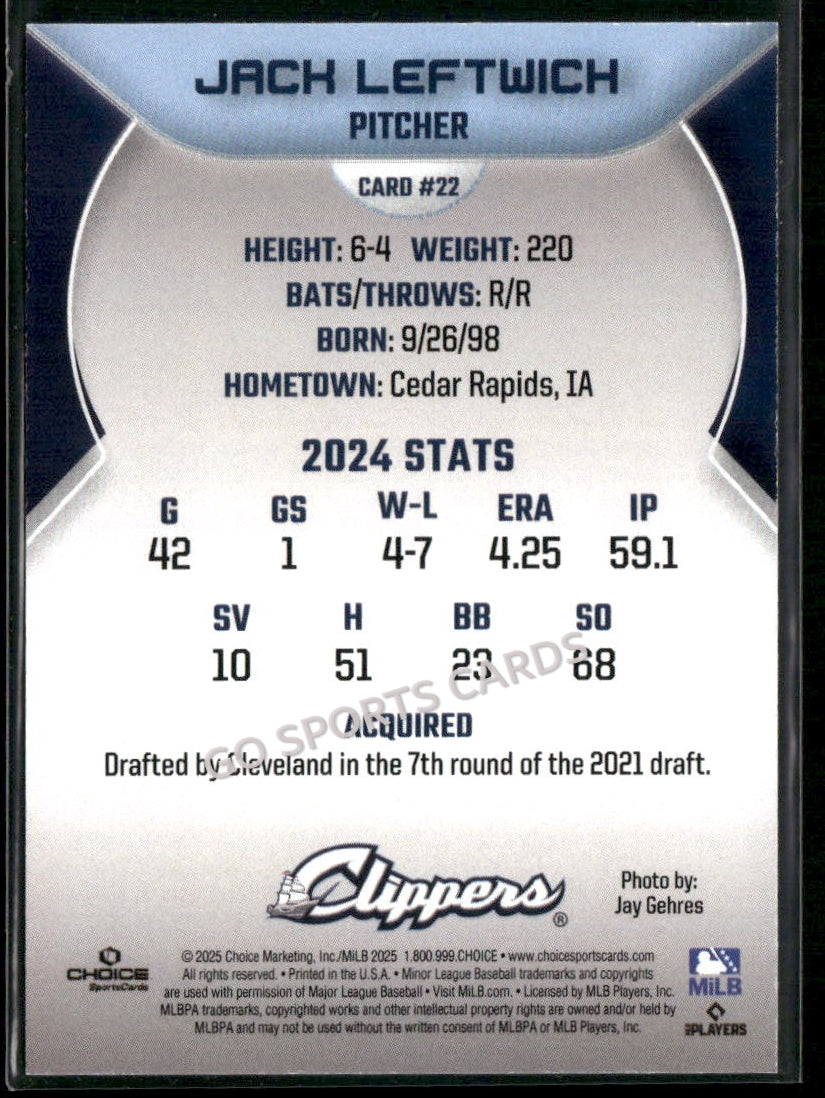 JACK LEFTWICH
PITCHER
CARD #22
HEIGHT: 6-4 WEIGHT: 220
BATS/THROWS: R/R
BORN: 9/26/98
HOMETOWN: Cedar Rapids, IA
2024 STATS
G GS W-L ERA IP
42 1 4-7 4.25 59.1
SV H BB SO
10 51 23 68
GO SPORTS CARDS
ACQUIRED
Drafted by Cleveland in the 7th round of the 2021 draft.
Clippers®
Photo by:
Jay Gehres
CHOICE
SportsCards
© 2025 Choice Marketing, Inc./MiLB 2025 1.800.999.CHOICE • www.choicesportscards.com
All rights reserved. • Printed in the U.S.A. • Minor League Baseball trademarks and copyrights
are used with permission of Major League Baseball • Visit MiLB.com. • Licensed by MLB Players, Inc.
MLBPA trademarks, copyrighted works and other intellectual property rights are owned and/or held by
MLBPA and may not be used without the written consent of MLBPA or MLB Players, Inc.
MiLB
MLB PLAYERS